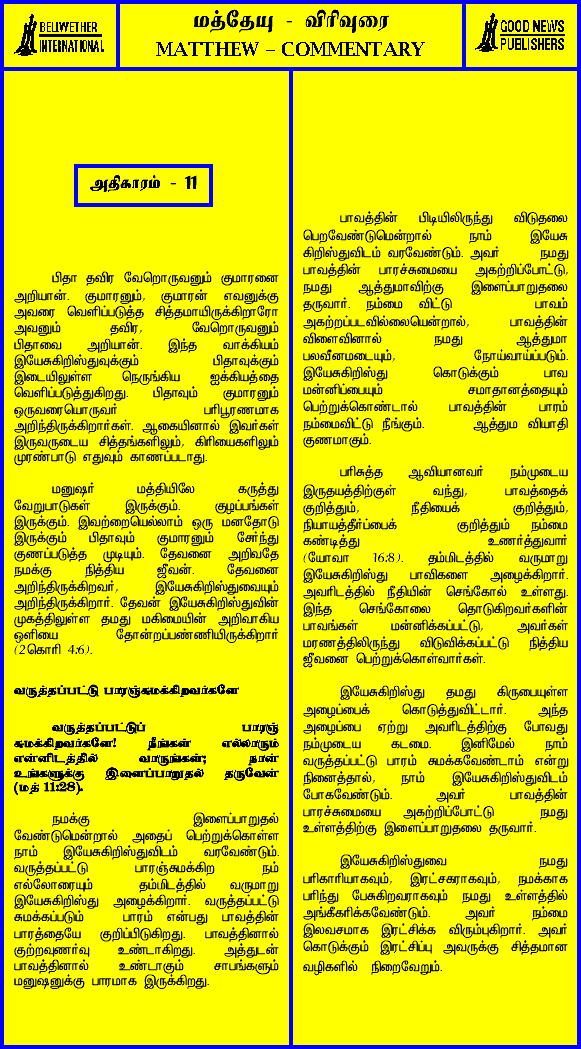 BELLWETHER
INTERNATIONAL
மத்தேயு - விரிவுரை
MATTHEW – COMMENTARY
GOOD NEWS
PUBLISHERS
அதிகாரம் - 11
பிதா தவிர வேறொருவனும் குமாரனை
அறியான். குமாரனும், குமாரன் எவனுக்கு
அவரை வெளிப்படுத்த சித்தமாயிருக்கிறாரோ
அவனும் தவிர, வேறொருவனும்
பிதாவை அறியான். இந்த வாக்கியம்
இயேசுகிறிஸ்துவுக்கும் பிதாவுக்கும்
இடையிலுள்ள நெருங்கிய ஐக்கியத்தை
வெளிப்படுத்துகிறது. பிதாவும் குமாரனும்
ஒருவரையொருவர் பரிபூரணமாக
அறிந்திருக்கிறார்கள். ஆகையினால் இவர்கள்
இருவருடைய சித்தங்களிலும், கிரியைகளிலும்
முரண்பாடு எதுவும் காணப்படாது.
மனுஷர் மத்தியிலே கருத்து
வேறுபாடுகள் இருக்கும். குழப்பங்கள்
இருக்கும். இவற்றையெல்லாம் ஒரு மனதோடு
இருக்கும் பிதாவும் குமாரனும் சேர்ந்து
குணப்படுத்த முடியும். தேவனை அறிவதே
நமக்கு நித்திய ஜீவன். தேவனை
அறிந்திருக்கிறவர், இயேசுகிறிஸ்துவையும்
அறிந்திருக்கிறார். தேவன் இயேசுகிறிஸ்துவின்
முகத்திலுள்ள தமது மகிமையின் அறிவாகிய
ஒளியை தோன்றப்பண்ணியிருக்கிறார்
(2கொரி 4:6).
வருத்தப்பட்டு பாரஞ்சுமக்கிறவர்களே
வருத்தப்பட்டுப் பாரஞ்
சுமக்கிறவர்களே! நீங்கள் எல்லாரும்
என்னிடத்தில் வாருங்கள்; நான்
உங்களுக்கு இளைப்பாறுதல் தருவேன்
(மத் 11:28).
நமக்கு இளைப்பாறுதல்
வேண்டுமென்றால் அதைப் பெற்றுக்கொள்ள
நாம் இயேசுகிறிஸ்துவிடம் வரவேண்டும்.
வருத்தப்பட்டு பாரஞ்சுமக்கிற நம்
எல்லோரையும் தம்மிடத்தில் வருமாறு
இயேசுகிறிஸ்து அழைக்கிறார். வருத்தப்பட்டு
சுமக்கப்படும் பாரம் என்பது பாவத்தின்
பாரத்தையே குறிப்பிடுகிறது. பாவத்தினால்
குற்றவுணர்வு உண்டாகிறது. அத்துடன்
பாவத்தினால் உண்டாகும் சாபங்களும்
மனுஷனுக்கு பாரமாக இருக்கிறது.
பாவத்தின் பிடியிலிருந்து விடுதலை
பெறவேண்டுமென்றால் நாம் இயேசு
கிறிஸ்துவிடம் வரவேண்டும். அவர் நமது
பாவத்தின் பாரச்சுமையை அகற்றிப்போட்டு,
நமது ஆத்துமாவிற்கு இளைப்பாறுதலை
தருவார். நம்மை விட்டு பாவம்
அகற்றப்படவில்லையென்றால், பாவத்தின்
விளைவினால் நமது ஆத்துமா
பலவீனமடையும், நோய்வாய்ப்படும்.
இயேசுகிறிஸ்து கொடுக்கும் பாவ
மன்னிப்பையும் சமாதானத்தையும்
பெற்றுக்கொண்டால் பாவத்தின் பாரம்
நம்மைவிட்டு நீங்கும். ஆத்தும வியாதி
குணமாகும்.
பரிசுத்த ஆவியானவர் நம்முடைய
இருதயத்திற்குள் வந்து, பாவத்தைக்
குறித்தும், நீதியைக் குறித்தும்,
நியாயத்தீர்ப்பைக் குறித்தும் நம்மை
கண்டித்து உணர்த்துவார்
(யோவா 16:8). தம்மிடத்தில் வருமாறு
இயேசுகிறிஸ்து பாவிகளை அழைக்கிறார்.
அவரிடத்தில் நீதியின் செங்கோல் உள்ளது.
இந்த செங்கோலை தொடுகிறவர்களின்
பாவங்கள் மன்னிக்கப்பட்டு, அவர்கள்
மரணத்திலிருந்து விடுவிக்கப்பட்டு நித்திய
ஜீவனை பெற்றுக்கொள்வார்கள்.
இயேசுகிறிஸ்து தமது கிருபையுள்ள
அழைப்பைக் கொடுத்துவிட்டார். அந்த
அழைப்பை ஏற்று அவரிடத்திற்கு போவது
நம்முடைய கடமை. இனிமேல் நாம்
வருத்தப்பட்டு பாரம் சுமக்கவேண்டாம் என்று
நினைத்தால், நாம் இயேசுகிறிஸ்துவிடம்
போகவேண்டும். அவர் பாவத்தின்
பாரச்சுமையை அகற்றிப்போட்டு நமது
உள்ளத்திற்கு இளைப்பாறுதலை தருவார்.
இயேசுகிறிஸ்துவை நமது
பரிகாரியாகவும், இரட்சகராகவும், நமக்காக
பரிந்து பேசுகிறவராகவும் நமது உள்ளத்தில்
அங்கீகரிக்கவேண்டும். அவர் நம்மை
இலவசமாக இரட்சிக்க விரும்புகிறார். அவர்
கொடுக்கும் இரட்சிப்பு அவருக்கு சித்தமான
வழிகளில் நிறைவேறும்.